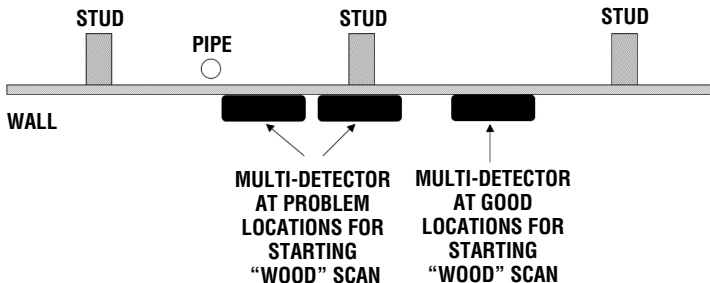 STUD
STUD
STUD
PIPE
WALL
MULTI-DETECTOR
AT PROBLEM
LOCATIONS FOR
STARTING
“WOOD” SCAN
MULTI-DETECTOR
AT GOOD
LOCATIONS FOR
STARTING
“WOOD” SCAN